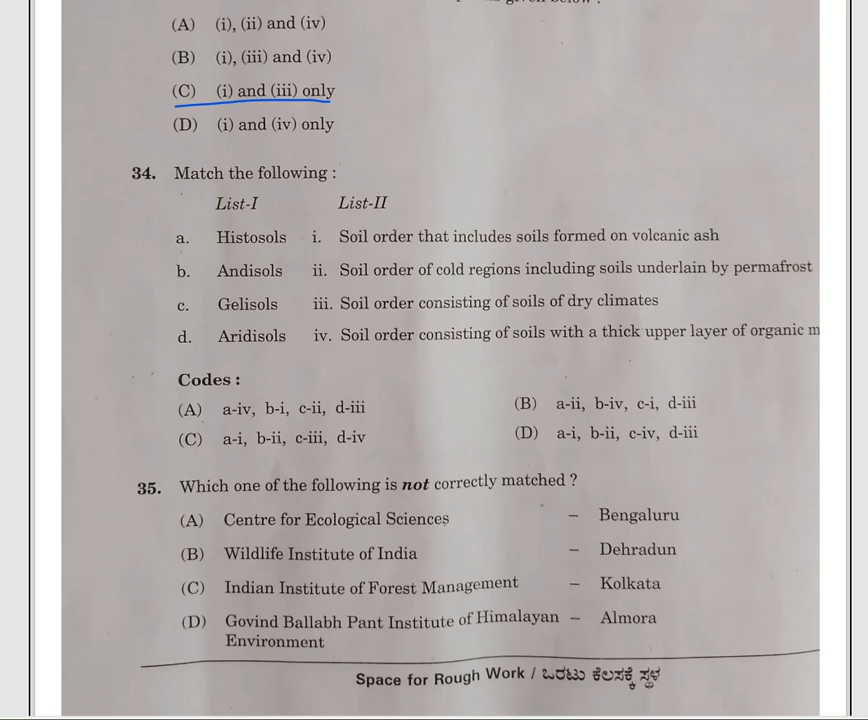 given below :
(A) (i), (ii) and (iv)
(B) (i), (iii) and (iv)
(C) (i) and (iii) only
(D) (i) and (iv) only
34. Match the following :
List-I List-II
a. Histosols i. Soil order that includes soils formed on volcanic ash
b. Andisols ii. Soil order of cold regions including soils underlain by permafrost
c. Gelisols iii. Soil order consisting of soils of dry climates
d. Aridisols iv. Soil order consisting of soils with a thick upper layer of organic m
Codes :
(A) a-iv, b-i, c-ii, d-iii (B) a-ii, b-iv, c-i, d-iii
(C) a-i, b-ii, c-iii, d-iv (D) a-i, b-ii, c-iv, d-iii
35. Which one of the following is not correctly matched ?
(A) Centre for Ecological Sciences – Bengaluru
(B) Wildlife Institute of India – Dehradun
(C) Indian Institute of Forest Management – Kolkata
(D) Govind Ballabh Pant Institute of Himalayan – Almora
Environment
Space for Rough Work / ಒರಟು ಕೆಲಸಕ್ಕೆ ಸ್ಥಳ